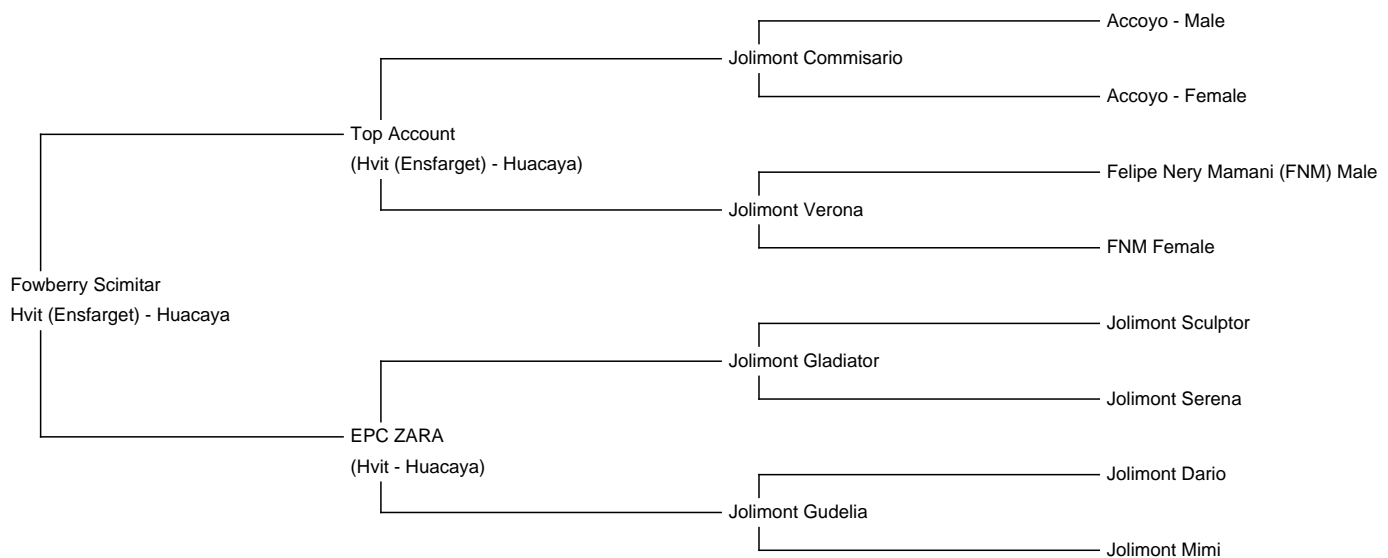 Accoyo - Male
Jolimont Commisario
Accoyo - Female
Top Account
(Hvit (Ensfarget) - Huacaya)
Felipe Nery Mamani (FNM) Male
Jolimont Verona
FNM Female
Fowberry Scimitar
Hvit (Ensfarget) - Huacaya
Jolimont Sculptor
Jolimont Gladiator
Jolimont Serena
EPC ZARA
(Hvit - Huacaya)
Jolimont Dario
Jolimont Gudelia
Jolimont Mimi